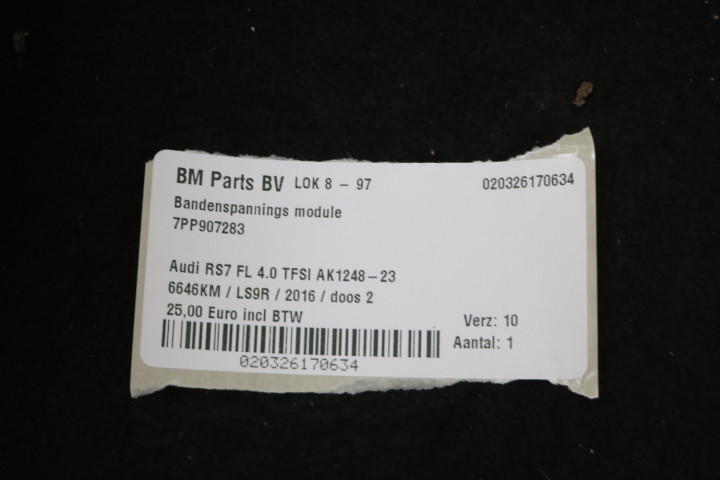 BM Parts BV LOK 8 - 97 020326170634
Bandenspannings module
7PP907283
Audi RS7 FL 4.0 TFSI AK1248-23
6646KM / LS9R / 2016 / doos 2
25,00 Euro incl BTW Verz: 10
Aantal: 1
020326170634